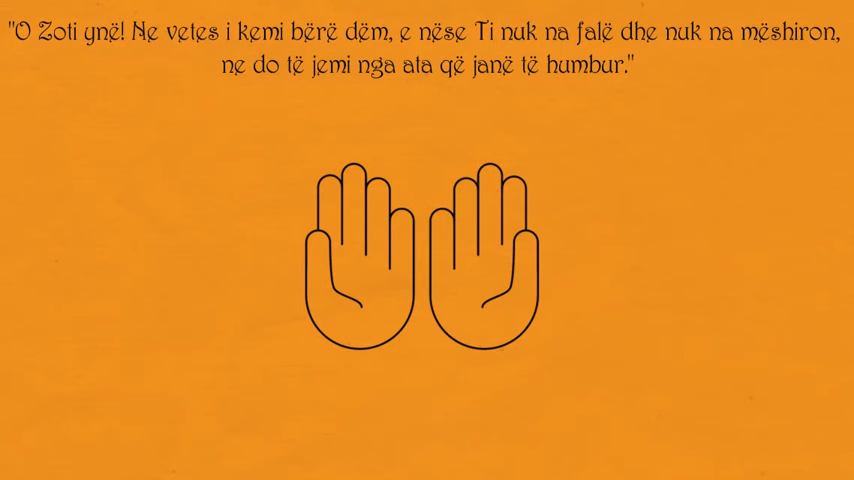 "O Zoti ynë! Ne vetes i kemi bërë dëm, e nëse Ti nuk na falë dhe nuk na mëshiron,
ne do të jemi nga ata që janë të humbur."